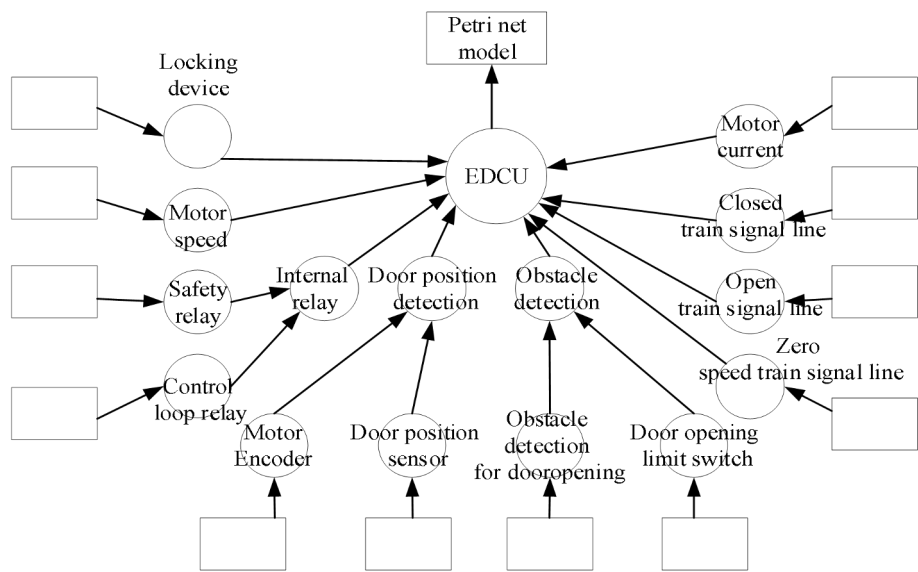 Petri net
model
Locking
device
EDCU
Motor
current
Motor
speed
Closed
train signal line
Safety
relay
Internal
relay
Door position
detection
Obstacle
detection
Open
train signal line
Zero
speed train signal line
Control
loop relay
Motor
Encoder
Door position
sensor
Obstacle
detection
for dooropening
Door opening
limit switch